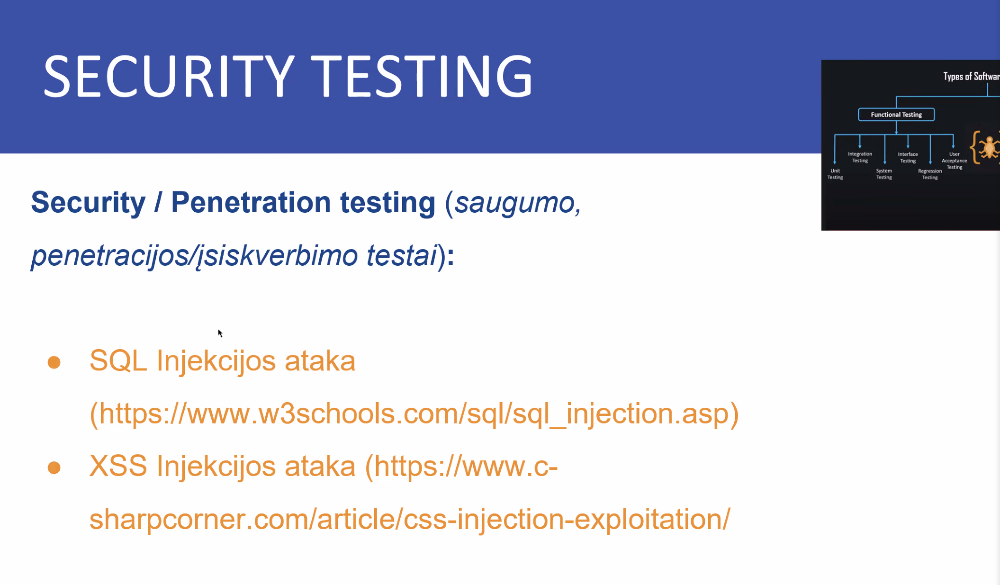 SECURITY TESTING
Types of Softwar
Functional Testing
Integration
Testing
Interface
Testing
User
Acceptance
Testing
Unit
Testing
System
Testing
Regression
Testing
Security / Penetration testing (saugumo,
penetracijos/įsiskverbimo testai):
SQL Injekcijos ataka
(https://www.w3schools.com/sql/sql_injection.asp)
XSS Injekcijos ataka (https://www.c-
sharpcorner.com/article/css-injection-exploitation/